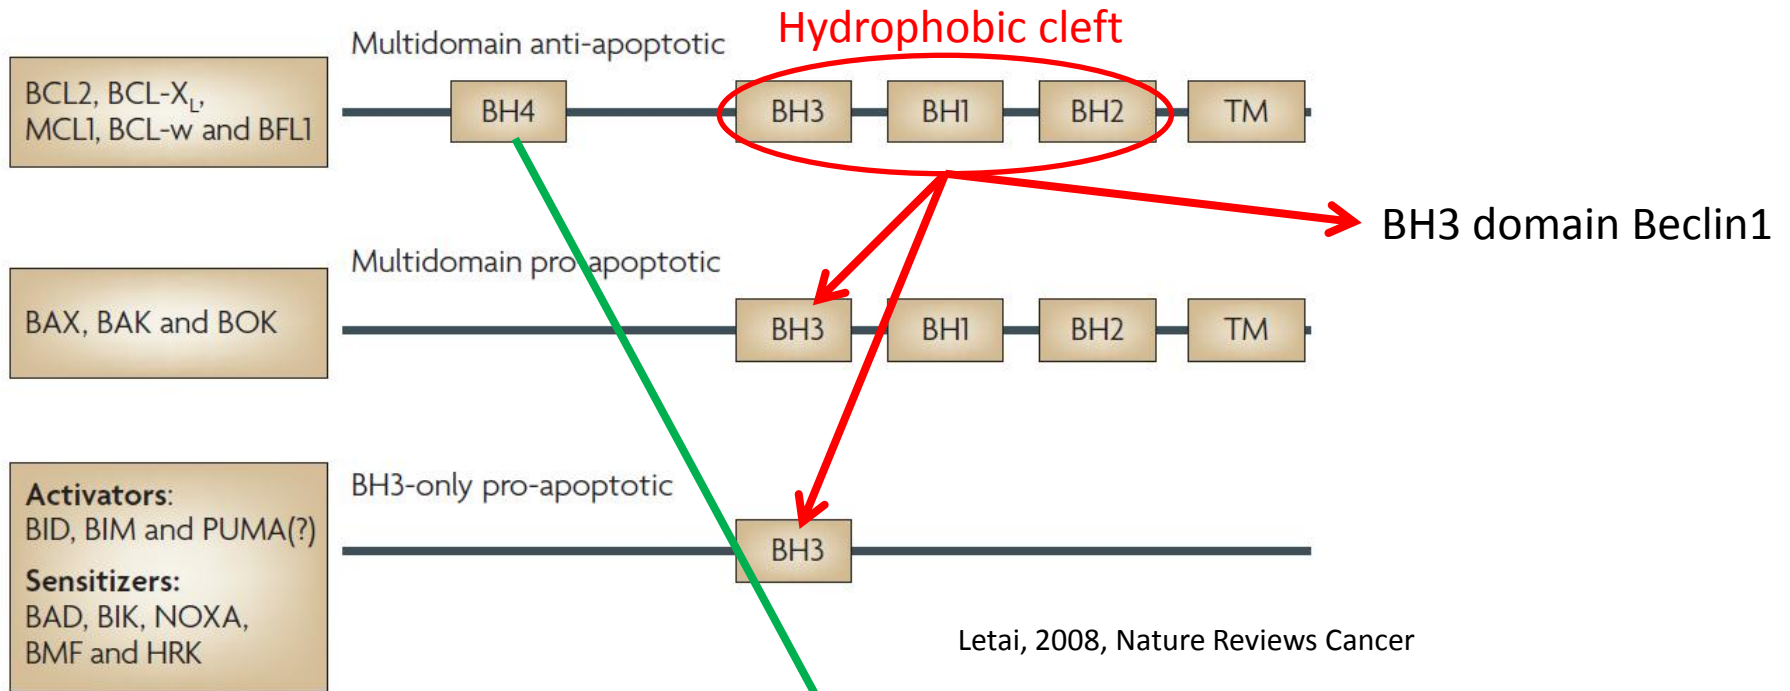 Hydrophobic cleft
Multidomain anti-apoptotic
BCL2, BCL-XL,
MCL1, BCL-w and BFL1
BH4
BH3
BH1
BH2
TM
BH3 domain Beclin1
Multidomain pro-apoptotic
BAX, BAK and BOK
BH3
BH1
BH2
TM
BH3-only pro-apoptotic
Activators:
BID, BIM and PUMA(?)
Sensitizers:
BAD, BIK, NOXA,
BMF and HRK
BH3
Letai, 2008, Nature Reviews Cancer